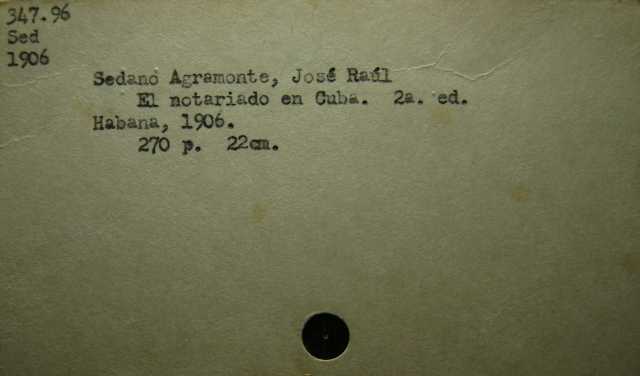 347.96
Sed
1906
Sedano Agramonte, José Raúl
El notariado en Cuba. 2a. ed.
Habana, 1906.
270 p. 22cm.